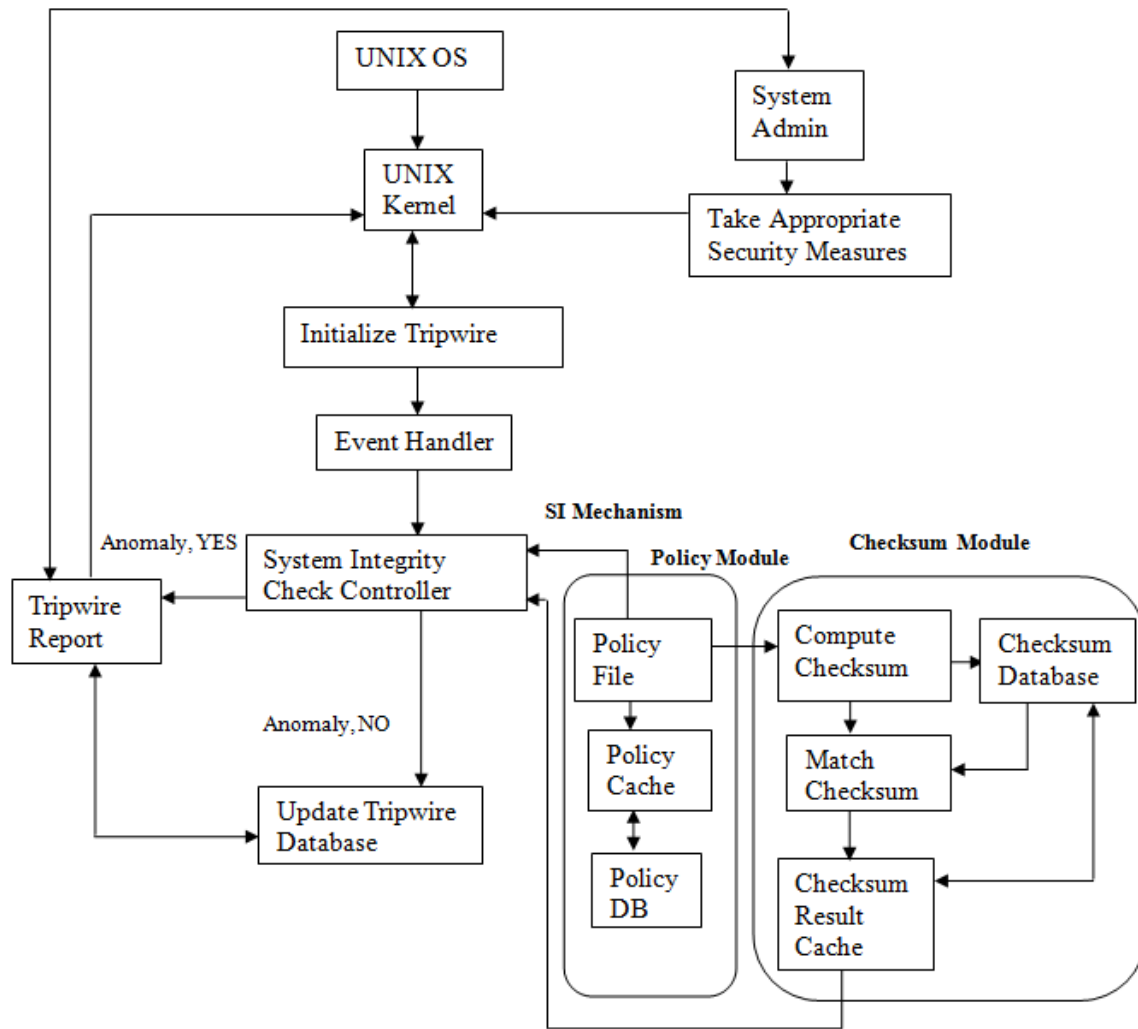 UNIX OS
System
Admin
UNIX
Kernel
Take Appropriate
Security Measures
Initialize Tripwire
Event Handler
SI Mechanism
Anomaly, YES
System Integrity
Check Controller
Policy Module
Checksum Module
Tripwire
Report
Policy
File
Compute
Checksum
Checksum
Database
Anomaly, NO
Policy
Cache
Match
Checksum
Update Tripwire
Database
Policy
DB
Checksum
Result
Cache